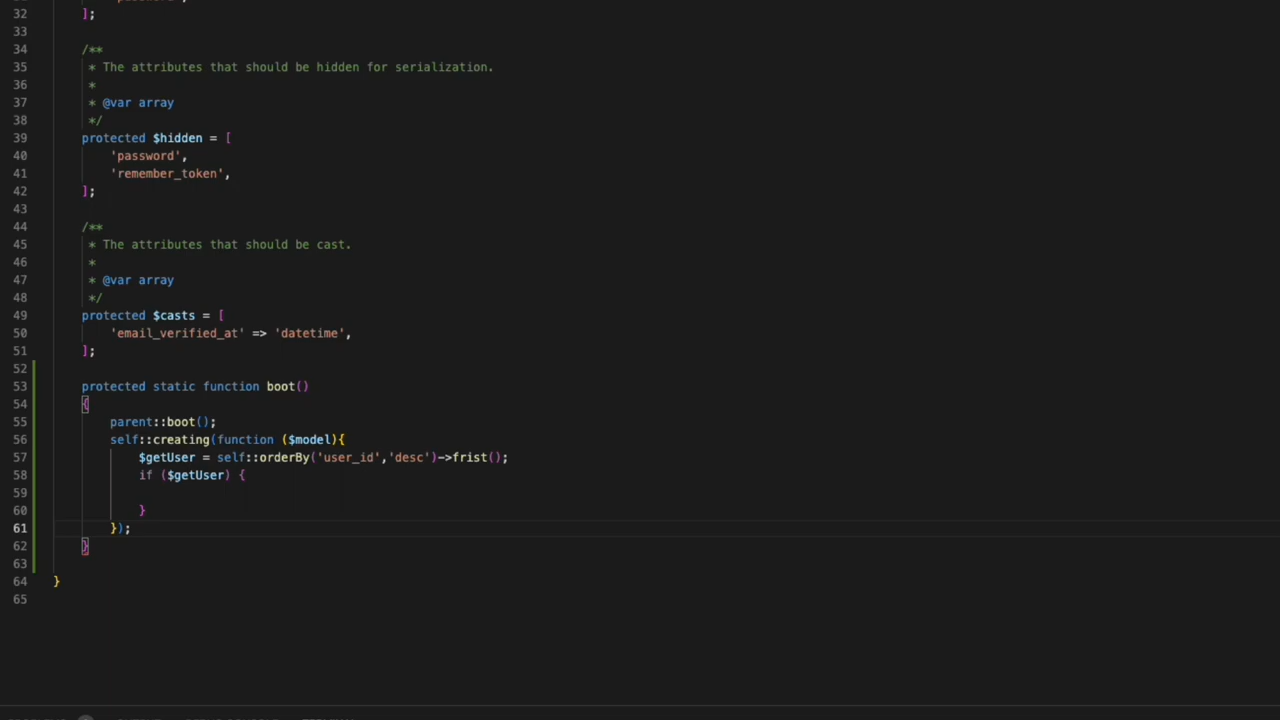 32 ];
33
34 /**
35 * The attributes that should be hidden for serialization.
36 *
37 * @var array
38 */
39 protected $hidden = [
40 'password',
41 'remember_token',
42 ];
43
44 /**
45 * The attributes that should be cast.
46 *
47 * @var array
48 */
49 protected $casts = [
50 'email_verified_at' => 'datetime',
51 ];
52
53 protected static function boot()
54 {
55 parent::boot();
56 self::creating(function ($model){
57 $getUser = self::orderBy('user_id','desc')->frist();
58 if ($getUser) {
59
60 }
61 });
62 }
63
64 }
65